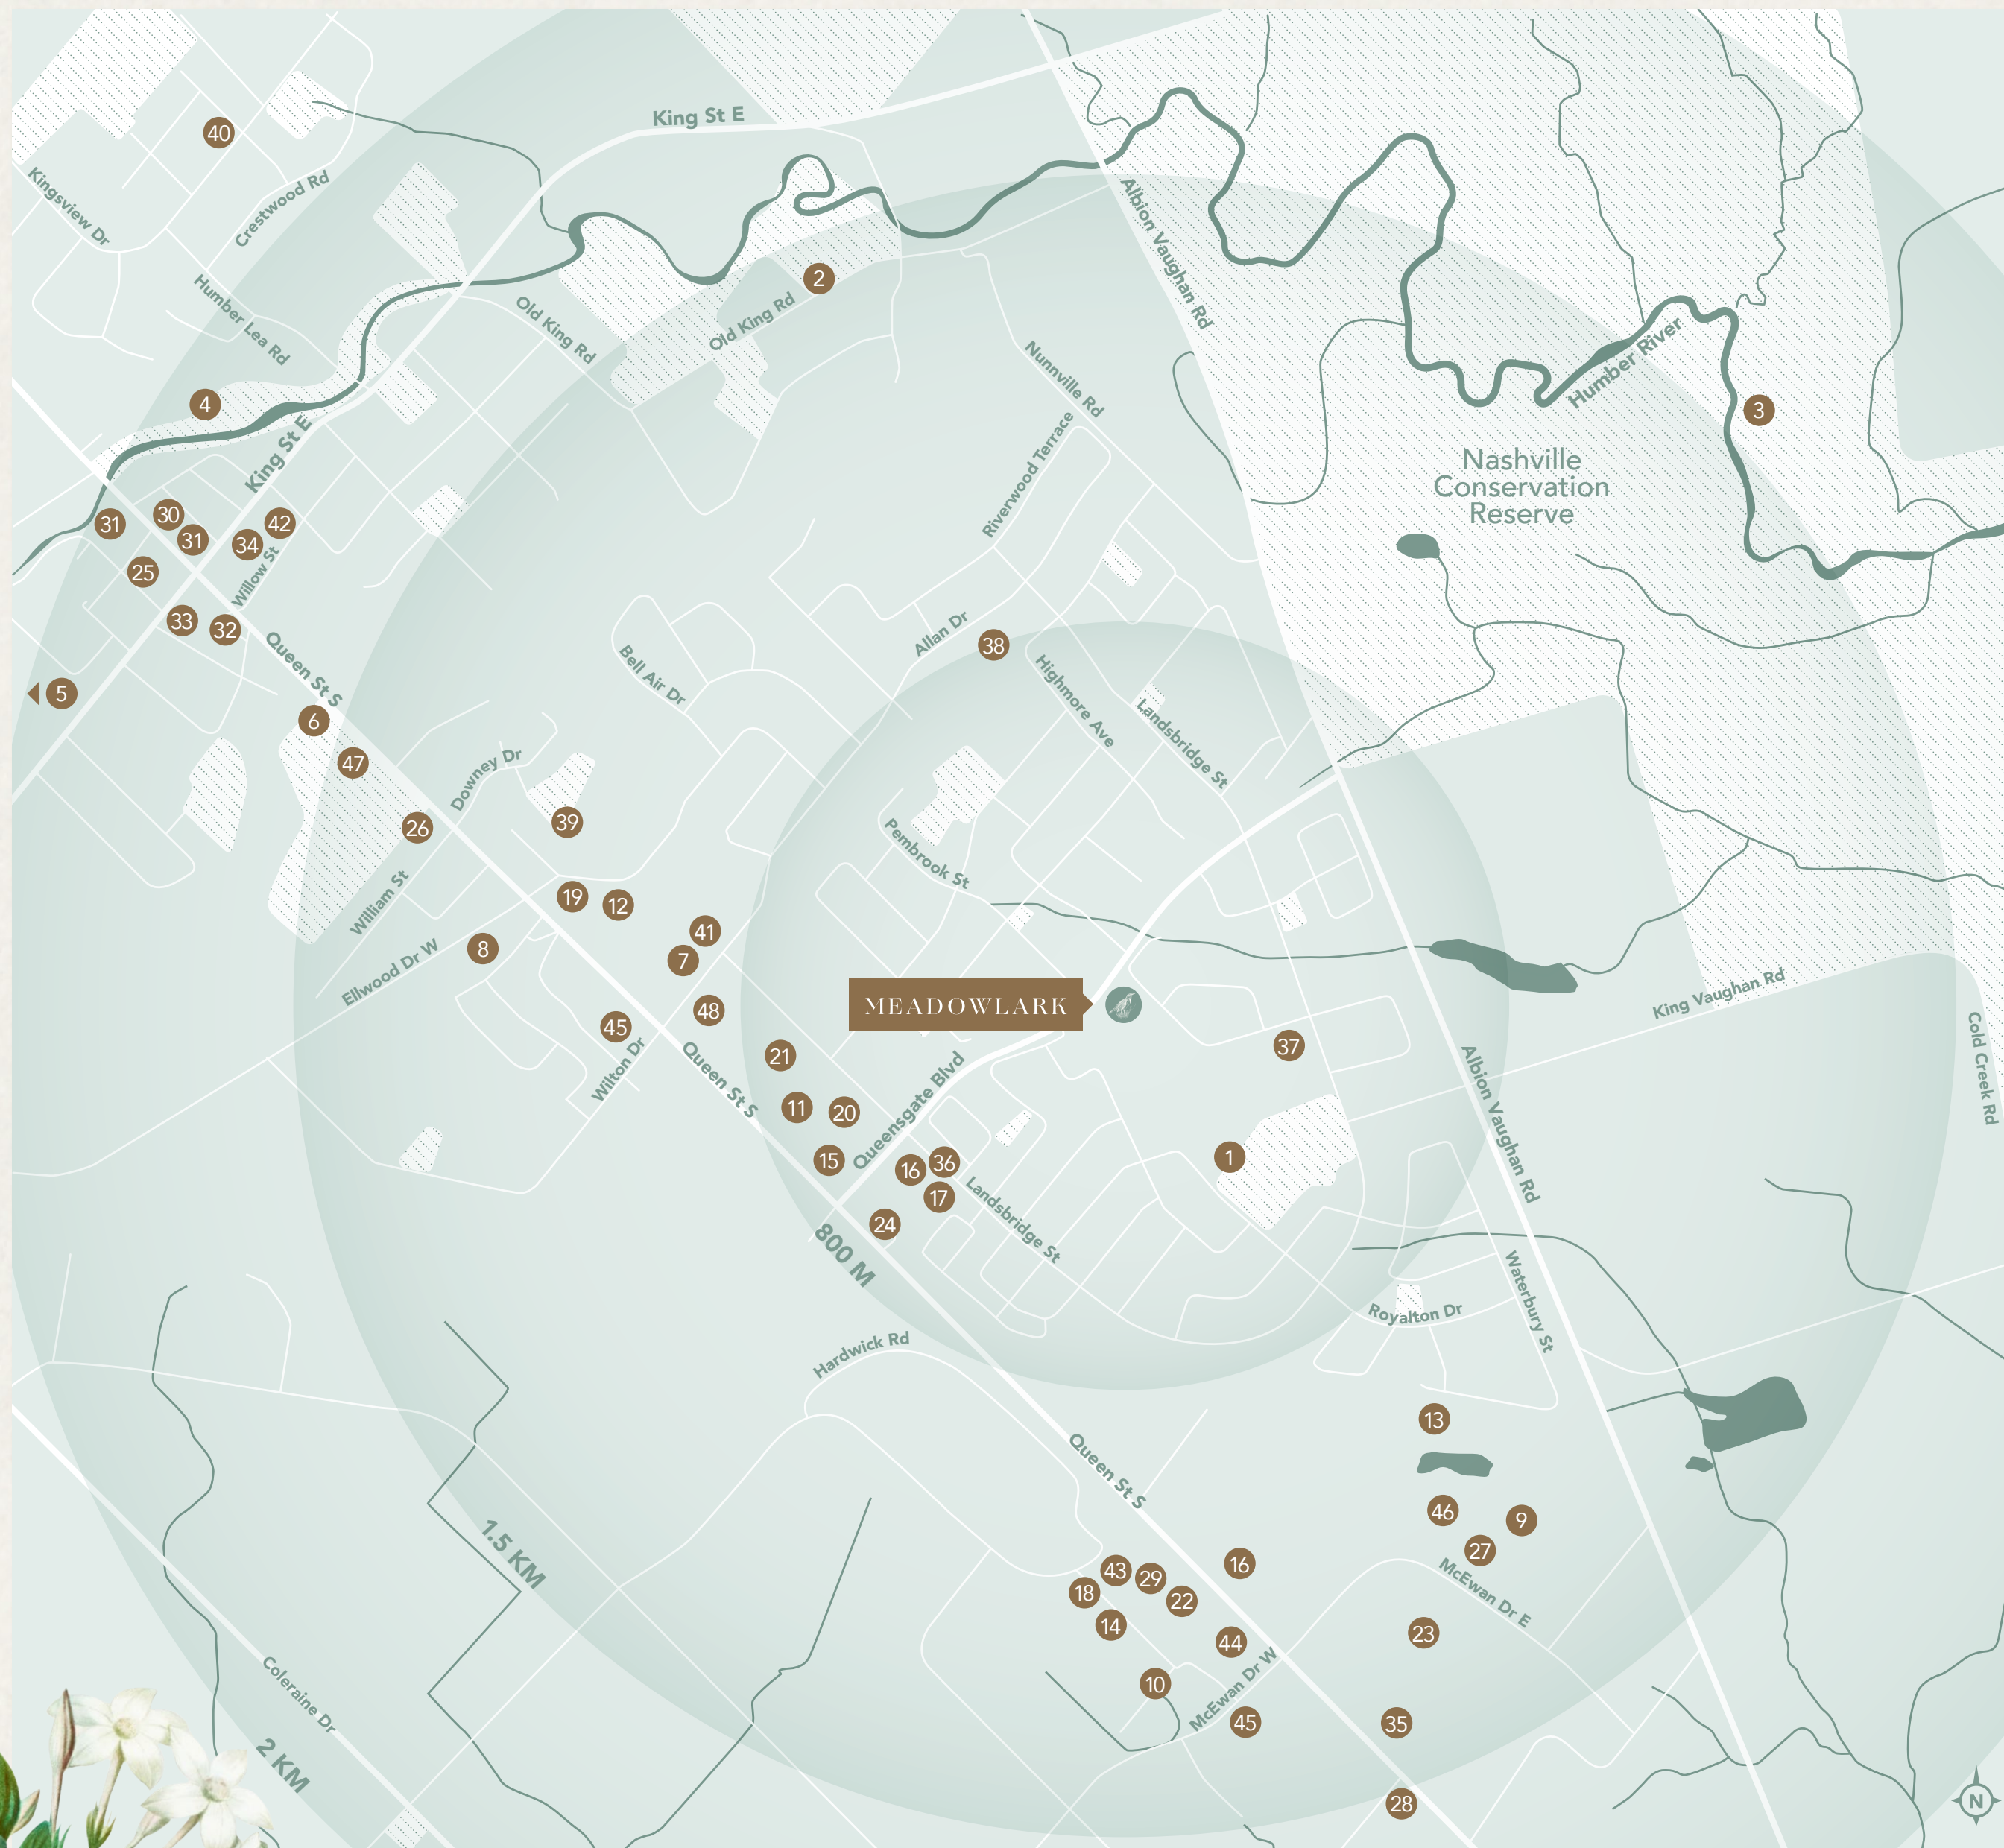 King St E
40
Kingsview Dr
Crestwood Rd
Albion Vaughan Rd
2
Humber Lea Rd
Old King Rd
Old King Rd
Nunnville Rd
Humber River
4
3
King St E
Riverwood Terrace
Nashville
Conservation
Reserve
31
30
31
34
42
25
Willow St
33
32
Queen St S
Bell Air Dr
Allan Dr
38
Highmore Ave
Landsbridge St
5
6
47
Downey Dr
26
39
Pembrook St
William St
19
12
8
41
7
Ellwood Dr W
MEADOWLARK
King Vaughan Rd
48
45
Wilton Dr
Queen St S
21
37
Cold Creek Rd
Albion Vaughan Rd
11
20
Queensgate Blvd
15
16
36
1
17
Landsbridge St
24
800 M
Waterbury St
Royalton Dr
Hardwick Rd
13
Queen St S
46
9
27
1.5 KM
16
43
29
18
22
McEwan Dr E
14
44
23
10
McEwan Dr W
45
35
Coleraine Dr
2 KM
28
N